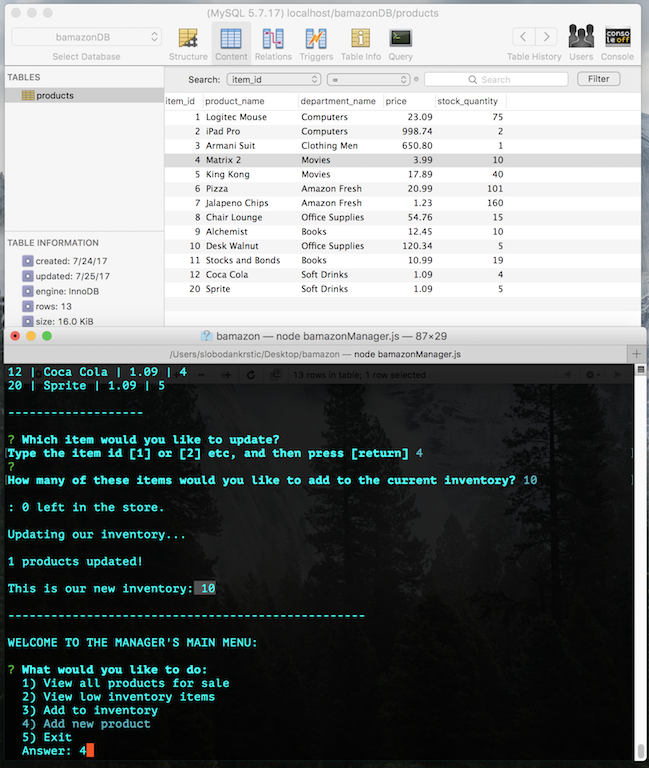 (MySQL 5.7.17) localhost/bamazonDB/products
bamazonDB
Select Database
Structure Content Relations Triggers Table Info Query
Table History Users Console
conso
le off
TABLES
products
Search: item_id = Search Filter
item_id product_name department_name price stock_quantity
1 Logitec Mouse Computers 23.09 75
2 iPad Pro Computers 998.74 2
3 Armani Suit Clothing Men 650.80 1
4 Matrix 2 Movies 3.99 10
5 King Kong Movies 17.89 40
6 Pizza Amazon Fresh 20.99 101
7 Jalapeno Chips Amazon Fresh 1.23 160
8 Chair Lounge Office Supplies 54.76 15
9 Alchemist Books 12.45 10
10 Desk Walnut Office Supplies 120.34 5
11 Stocks and Bonds Books 10.99 19
12 Coca Cola Soft Drinks 1.09 4
20 Sprite Soft Drinks 1.09 5
TABLE INFORMATION
created: 7/24/17
updated: 7/25/17
engine: InnoDB
rows: 13
size: 16.0 KiB
bamazon — node bamazonManager.js — 87×29
/Users/slobodankrstic/Desktop/bamazon — node bamazonManager.js
12 | Coca Cola | 1.09 | 4
13 rows in table; 1 row selected
20 | Sprite | 1.09 | 5
-------------------
? Which item would you like to update?
[Type the item id [1] or [2] etc, and then press [return] 4 ]
?
[How many of these items would you like to add to the current inventory? 10 ]
: 0 left in the store.
Updating our inventory...
1 products updated!
This is our new inventory: 10
--------------------------------------------------
WELCOME TO THE MANAGER'S MAIN MENU:
? What would you like to do:
1) View all products for sale
2) View low inventory items
3) Add to inventory
4) Add new product
5) Exit
Answer: 4